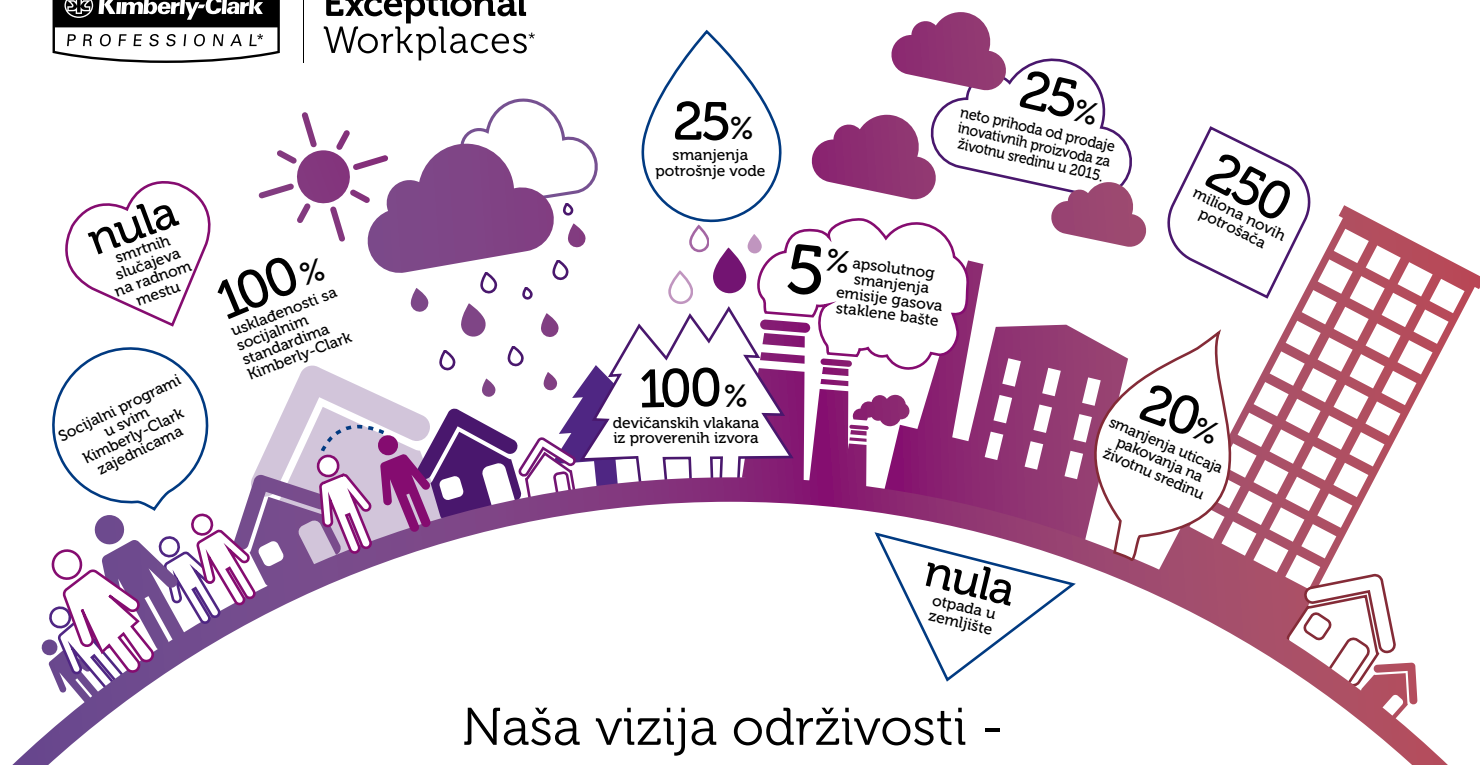 Kimberly-Clark
PROFESSIONAL*
Exceptional
Workplaces*
25%
smanjenja
potrošnje vode
25%
neto prihoda od prodaje
inovativnih proizvoda za
životnu sredinu u 2015.
250
miliona novih
potrošača
nula
smrtnih
slučajeva
na radnom
mestu
100%
usklađenosti sa
socijalnim
standardima
Kimberly-Clark
5% apsolutnog
smanjenja
emisije gasova
staklene bašte
Socijalni programi
u svim
Kimberly-Clark
zajednicama
100%
devičanskih vlakana
iz proverenih izvora
20%
smanjenja uticaja
pakovanja na
životnu sredinu
nula
otpada u
zemljište
Naša vizija održivosti -